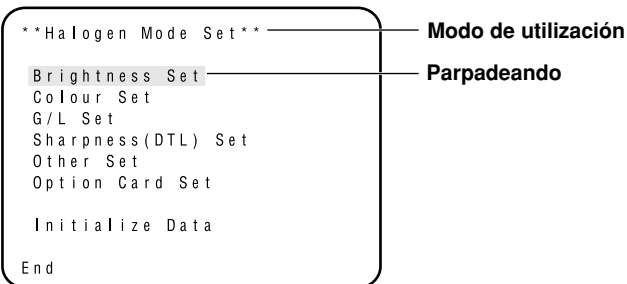 **Halogen Mode Set**
Modo de utilización
Brightness Set
Parpadeando
Colour Set
G/L Set
Sharpness(DTL) Set
Other Set
Option Card Set
Initialize Data
End